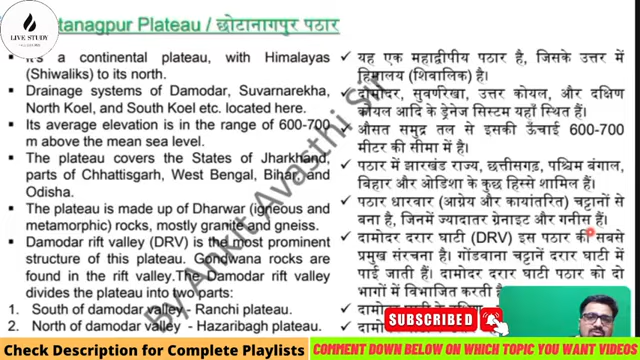 LIVE STUDY
tanagpur Plateau / छोटानागपुर पठार
It's a continental plateau, with Himalayas
(Shiwaliks) to its north.
Drainage systems of Damodar, Suvarnarekha,
North Koel, and South Koel etc. located here.
Its average elevation is in the range of 600-700
m above the mean sea level.
The plateau covers the States of Jharkhand,
parts of Chhattisgarh, West Bengal, Bihar, and
Odisha.
The plateau is made up of Dharwar (igneous and
metamorphic) rocks, mostly granite and gneiss.
Damodar rift valley (DRV) is the most prominent
structure of this plateau. Gondwana rocks are
found in the rift valley.The Damodar rift valley
divides the plateau into two parts:
1. South of damodar valley - Ranchi plateau.
2. North of damodar valley - Hazaribagh plateau.
यह एक महाद्वीपीय पठार है, जिसके उत्तर में
हिमालय (शिवालिक) है।
दामोदर, सुवर्णरेखा, उत्तर कोयल, और दक्षिण
कोयल आदि के ड्रेनेज सिस्टम यहाँ स्थित हैं।
औसत समुद्र तल से इसकी ऊँचाई 600-700
मीटर की सीमा में है।
पठार में झारखंड राज्य, छत्तीसगढ़, पश्चिम बंगाल,
बिहार और ओडिशा के कुछ हिस्से शामिल हैं।
पठार धारवार (आग्नेय और कायांतरित) चट्टानों से
बना है, जिनमें ज्यादातर ग्रेनाइट और गनीस हैं।
दामोदर दरार घाटी (DRV) इस पठार की सबसे
प्रमुख संरचना है। गोंडवाना चट्टानें दरार घाटी में
पाई जाती हैं। दामोदर दरार घाटी पठार को दो
भागों में विभाजित करती है
By Ankit Avasthi Sir
SUBSCRIBED
Check Description for Complete Playlists
COMMENT DOWN BELOW ON WHICH TOPIC YOU WANT VIDEOS